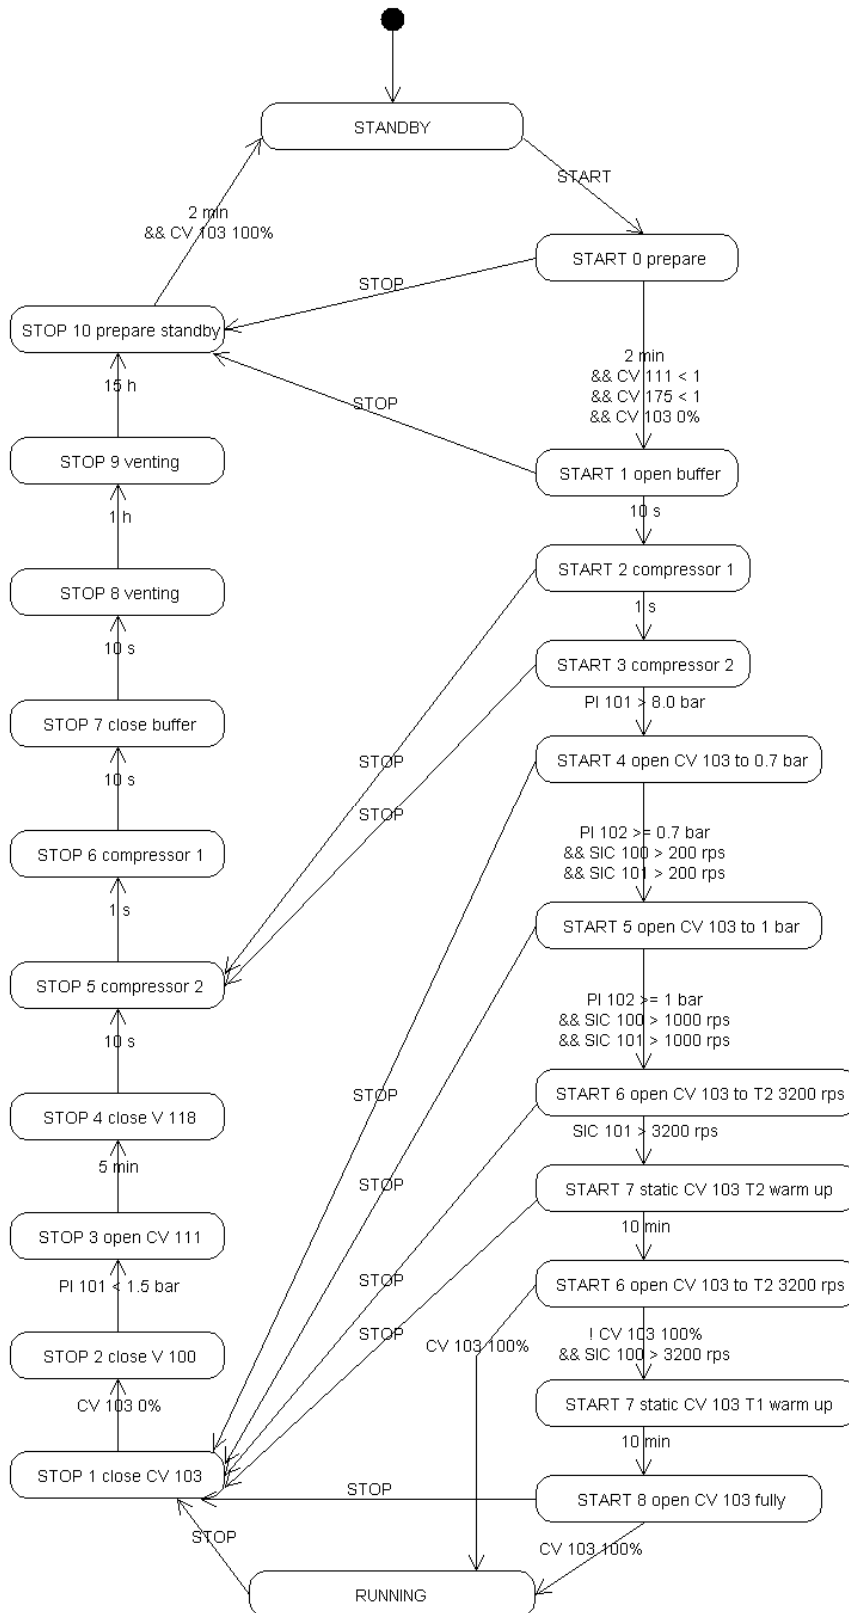 STANDBY
START
2 min
&& CV 103 100%
START 0 prepare
STOP
STOP 10 prepare standby
2 min
&& CV 111 < 1
&& CV 175 < 1
&& CV 103 0%
15 h
STOP
STOP 9 venting
START 1 open buffer
10 s
1 h
START 2 compressor 1
STOP 8 venting
1 s
10 s
START 3 compressor 2
PI 101 > 8.0 bar
STOP 7 close buffer
STOP
START 4 open CV 103 to 0.7 bar
10 s
STOP
PI 102 >= 0.7 bar
&& SIC 100 > 200 rps
&& SIC 101 > 200 rps
STOP 6 compressor 1
1 s
START 5 open CV 103 to 1 bar
STOP 5 compressor 2
PI 102 >= 1 bar
&& SIC 100 > 1000 rps
&& SIC 101 > 1000 rps
10 s
STOP
START 6 open CV 103 to T2 3200 rps
STOP 4 close V 118
SIC 101 > 3200 rps
5 min
STOP
START 7 static CV 103 T2 warm up
10 min
STOP 3 open CV 111
STOP
START 6 open CV 103 to T2 3200 rps
PI 101 < 1.5 bar
STOP
CV 103 100%
! CV 103 100%
&& SIC 100 > 3200 rps
STOP 2 close V 100
CV 103 0%
START 7 static CV 103 T1 warm up
10 min
STOP 1 close CV 103
STOP
START 8 open CV 103 fully
STOP
CV 103 100%
RUNNING